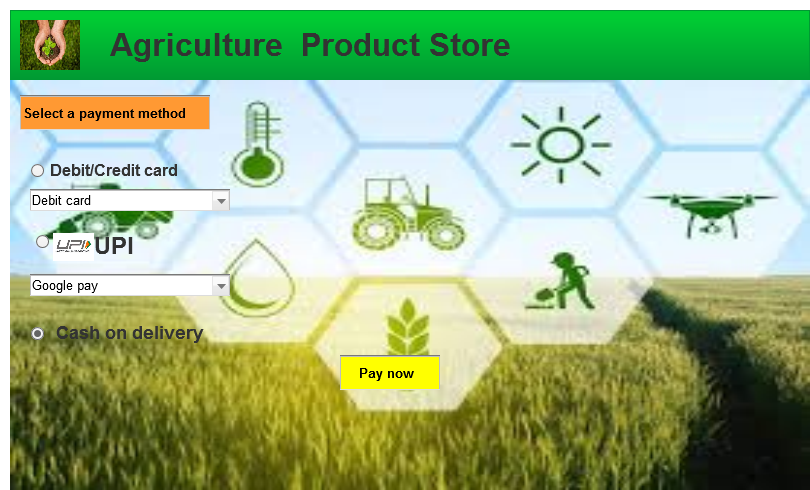 Agriculture  Product Store
Select a payment method
Debit/Credit card
Debit card
UPI UPI
Google pay
Cash on delivery
Pay now